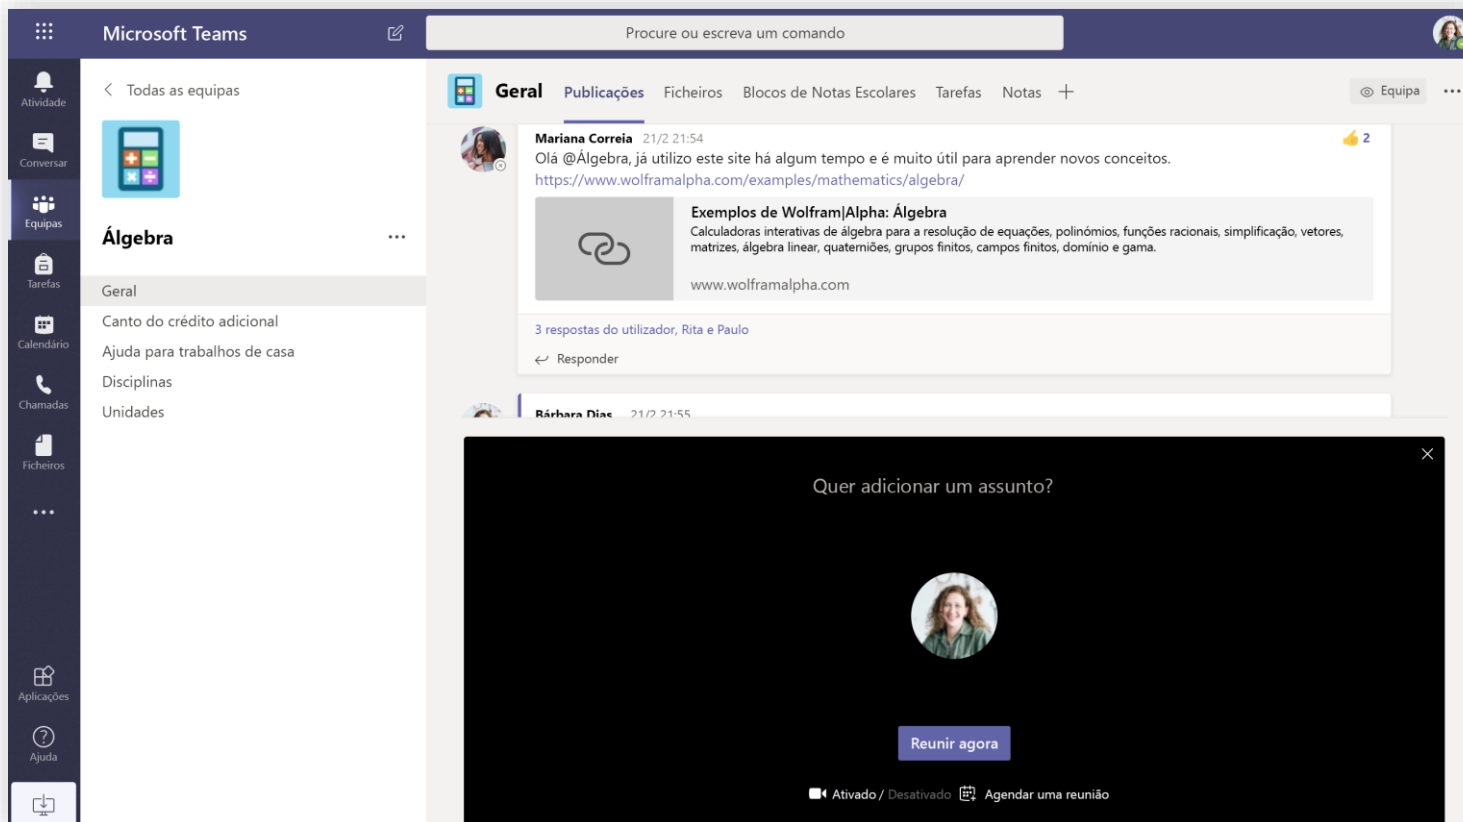 Microsoft Teams
Procure ou escreva um comando
Atividade
Conversar
Equipas
Tarefas
Calendário
Chamadas
Ficheiros
Aplicações
Ajuda
Todas as equipas
Álgebra
Geral
Canto do crédito adicional
Ajuda para trabalhos de casa
Disciplinas
Unidades
Geral Publicações Ficheiros Blocos de Notas Escolares Tarefas Notas
Equipa
Mariana Correia 21/2 21:54
2
Olá @Álgebra, já utilizo este site há algum tempo e é muito útil para aprender novos conceitos.
https://www.wolframalpha.com/examples/mathematics/algebra/
Exemplos de Wolfram|Alpha: Álgebra
Calculadoras interativas de álgebra para a resolução de equações, polinómios, funções racionais, simplificação, vetores,
matrizes, álgebra linear, quaterniões, grupos finitos, campos finitos, domínio e gama.
www.wolframalpha.com
3 respostas do utilizador, Rita e Paulo
Responder
Bárbara Dias 21/2 21:55
Quer adicionar um assunto?
Reunir agora
Ativado / Desativado Agendar uma reunião